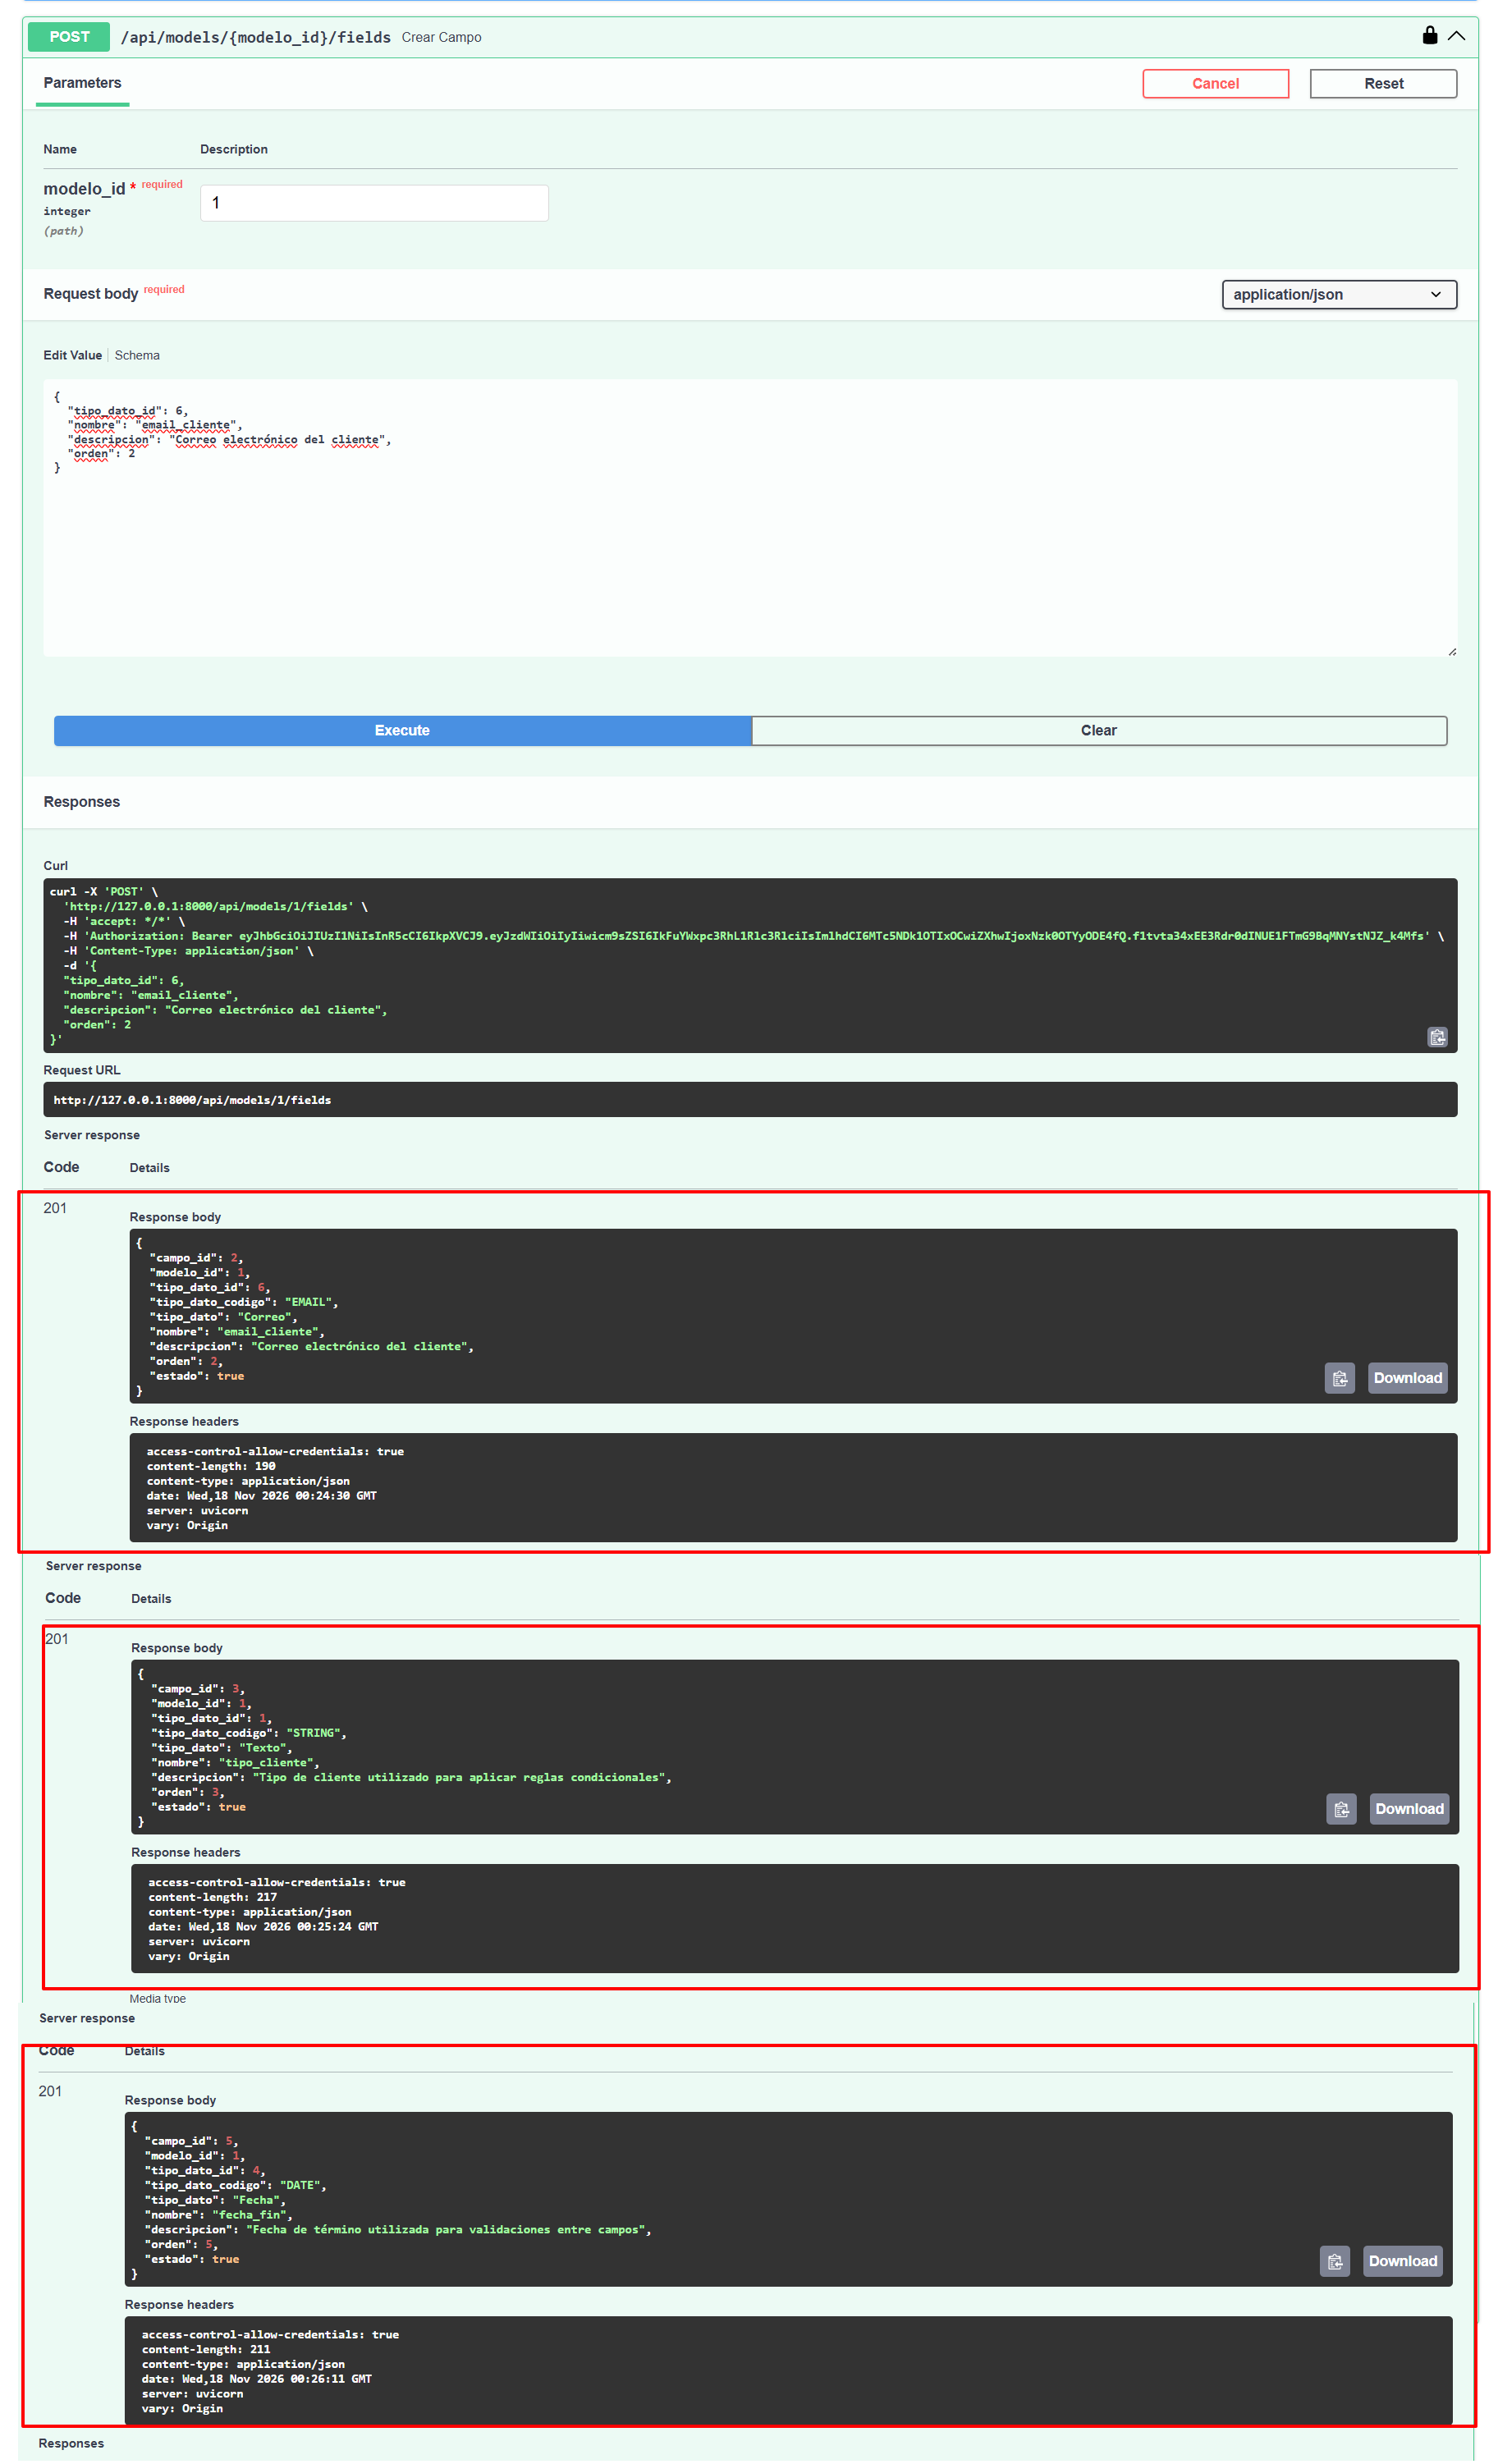 POST /api/models/{modelo_id}/fields Crear Campo
Parameters
Cancel
Reset
Name Description
modelo_id * required
integer
(path)
1
Request body required
application/json
Edit Value Schema
{
"tipo_dato_id": 6,
"nombre": "email_cliente",
"descripcion": "Correo electrónico del cliente",
"orden": 2
}
Execute
Clear
Responses
Curl
curl -X 'POST' \
'http://127.0.0.1:8000/api/models/1/fields' \
-H 'accept: */*' \
-H 'Authorization: Bearer eyJhbGciOiJIUzI1NiIsInR5cCI6IkpXVCJ9.eyJzdWIiOiIyIiwicm9sZSI6IkFuYWxpc3RhL1Rlc3RlciIsImlhdCI6MTc5NDk1OTIxOCwiZXhwIjoxNzk0OTYyODE4fQ.f1tvta34xEE3Rdr0dINUE1FTmG9BqMNYstNJZ_k4Mfs' \
-H 'Content-Type: application/json' \
-d '{
"tipo_dato_id": 6,
"nombre": "email_cliente",
"descripcion": "Correo electrónico del cliente",
"orden": 2
}'
Request URL
http://127.0.0.1:8000/api/models/1/fields
Server response
Code Details
201
Response body
{
"campo_id": 2,
"modelo_id": 1,
"tipo_dato_id": 6,
"tipo_dato_codigo": "EMAIL",
"tipo_dato": "Correo",
"nombre": "email_cliente",
"descripcion": "Correo electrónico del cliente",
"orden": 2,
"estado": true
}
Download
Response headers
access-control-allow-credentials: true
content-length: 190
content-type: application/json
date: Wed,18 Nov 2026 00:24:30 GMT
server: uvicorn
vary: Origin
Server response
Code Details
201
Response body
{
"campo_id": 3,
"modelo_id": 1,
"tipo_dato_id": 1,
"tipo_dato_codigo": "STRING",
"tipo_dato": "Texto",
"nombre": "tipo_cliente",
"descripcion": "Tipo de cliente utilizado para aplicar reglas condicionales",
"orden": 3,
"estado": true
}
Download
Response headers
access-control-allow-credentials: true
content-length: 217
content-type: application/json
date: Wed,18 Nov 2026 00:25:24 GMT
server: uvicorn
vary: Origin
Media type
Server response
Code Details
201
Response body
{
"campo_id": 5,
"modelo_id": 1,
"tipo_dato_id": 4,
"tipo_dato_codigo": "DATE",
"tipo_dato": "Fecha",
"nombre": "fecha_fin",
"descripcion": "Fecha de término utilizada para validaciones entre campos",
"orden": 5,
"estado": true
}
Download
Response headers
access-control-allow-credentials: true
content-length: 211
content-type: application/json
date: Wed,18 Nov 2026 00:26:11 GMT
server: uvicorn
vary: Origin
Responses